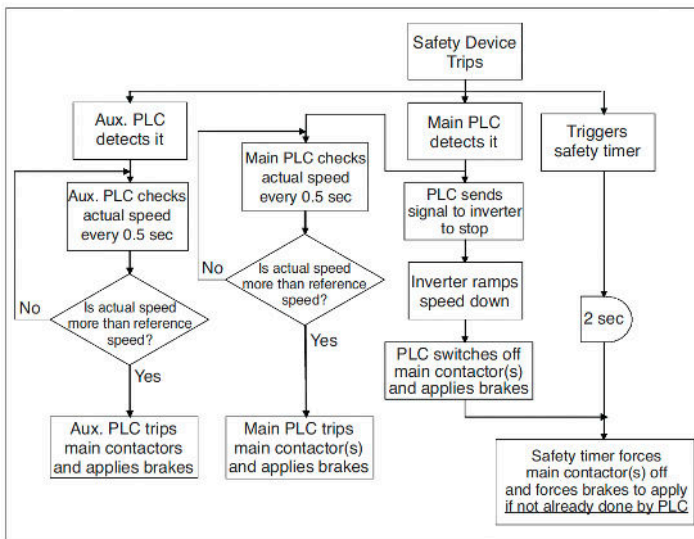 Safety Device
Trips
Aux. PLC
detects it
Main PLC
detects it
Triggers
safety timer
Main PLC checks
actual speed
every 0.5 sec
Aux. PLC checks
actual speed
every 0.5 sec
PLC sends
signal to inverter
to stop
No
Is actual speed
more than reference
speed?
Inverter ramps
speed down
No
Is actual speed
more than reference
speed?
2 sec
Yes
PLC switches off
main contactor(s)
and applies brakes
Yes
Aux. PLC trips
main contactors
and applies brakes
Main PLC trips
main contactor(s)
and applies brakes
Safety timer forces
main contactor(s) off
and forces brakes to apply
if not already done by PLC